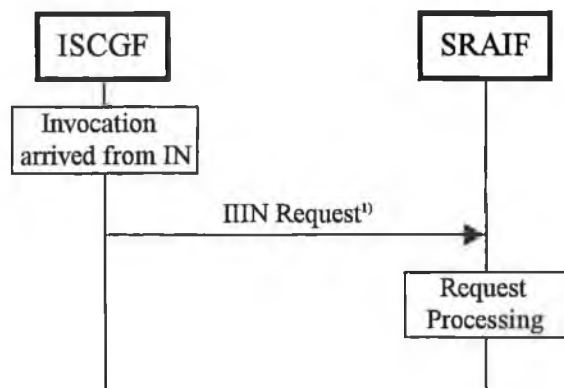 ISCGF
SRAIF
Invocation
arrived from IN
IIIN Request¹⁾
Request
Processing